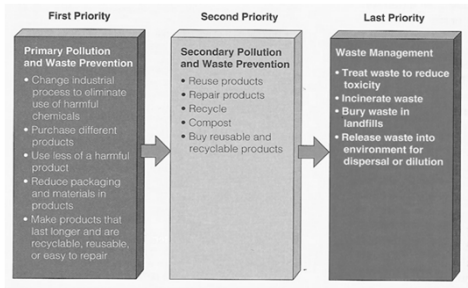 First Priority
Primary Pollution
and Waste Prevention
• Change industrial
process to eliminate
use of harmful
chemicals
• Purchase different
products
• Use less of a harmful
product
• Reduce packaging
and materials in
products
• Make products that
last longer and are
recyclable, reusable,
or easy to repair
Second Priority
Secondary Pollution
and Waste Prevention
• Reuse products
• Repair products
• Recycle
• Compost
• Buy reusable and
recyclable products
Last Priority
Waste Management
• Treat waste to reduce
toxicity
• Incinerate waste
• Bury waste in
landfills
• Release waste into
environment for
dispersal or dilution